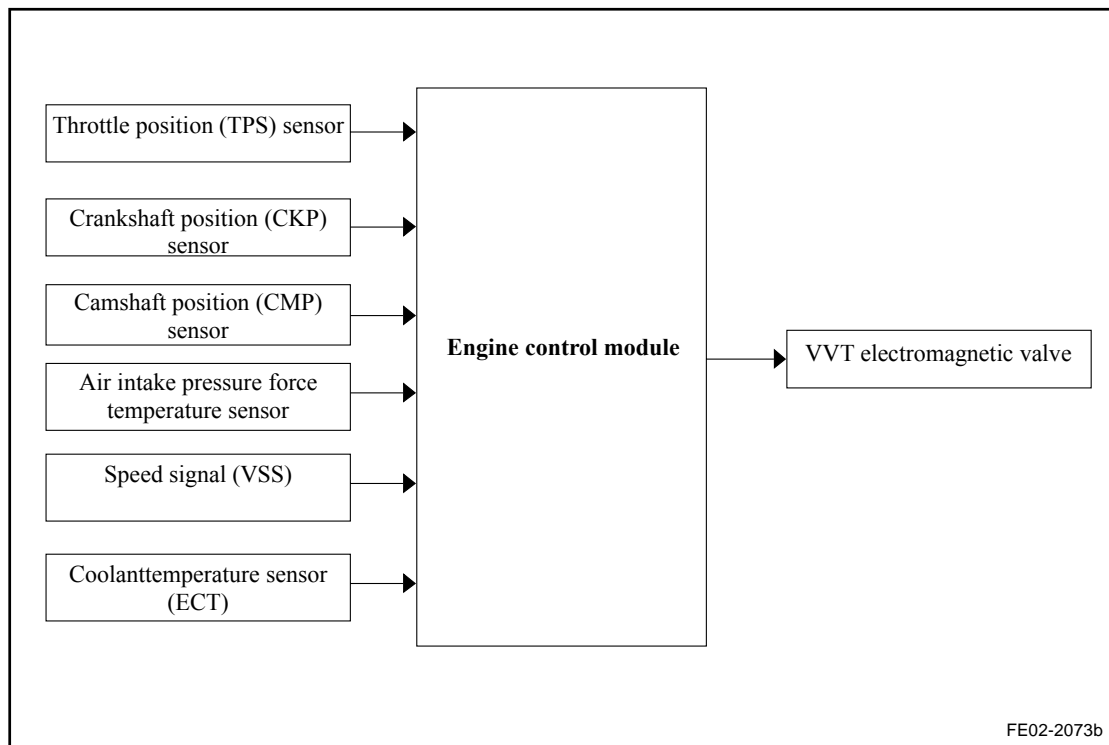 Throttle position (TPS) sensor
Crankshaft position (CKP)
sensor
Camshaft position (CMP)
sensor
Air intake pressure force
temperature sensor
Speed signal (VSS)
Coolanttemperature sensor
(ECT)
Engine control module
VVT electromagnetic valve
FE02-2073b